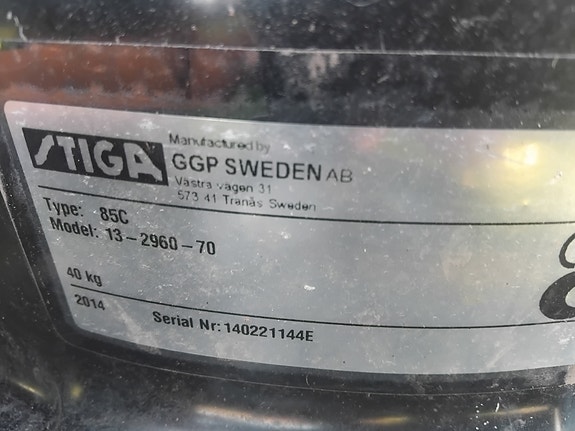 STIGA
Manufactured by
GGP SWEDEN AB
Västra vägen 31
573 41 Tranås Sweden
Type: 85C
Model: 13-2960-70
40 kg
2014
Serial Nr: 140221144E